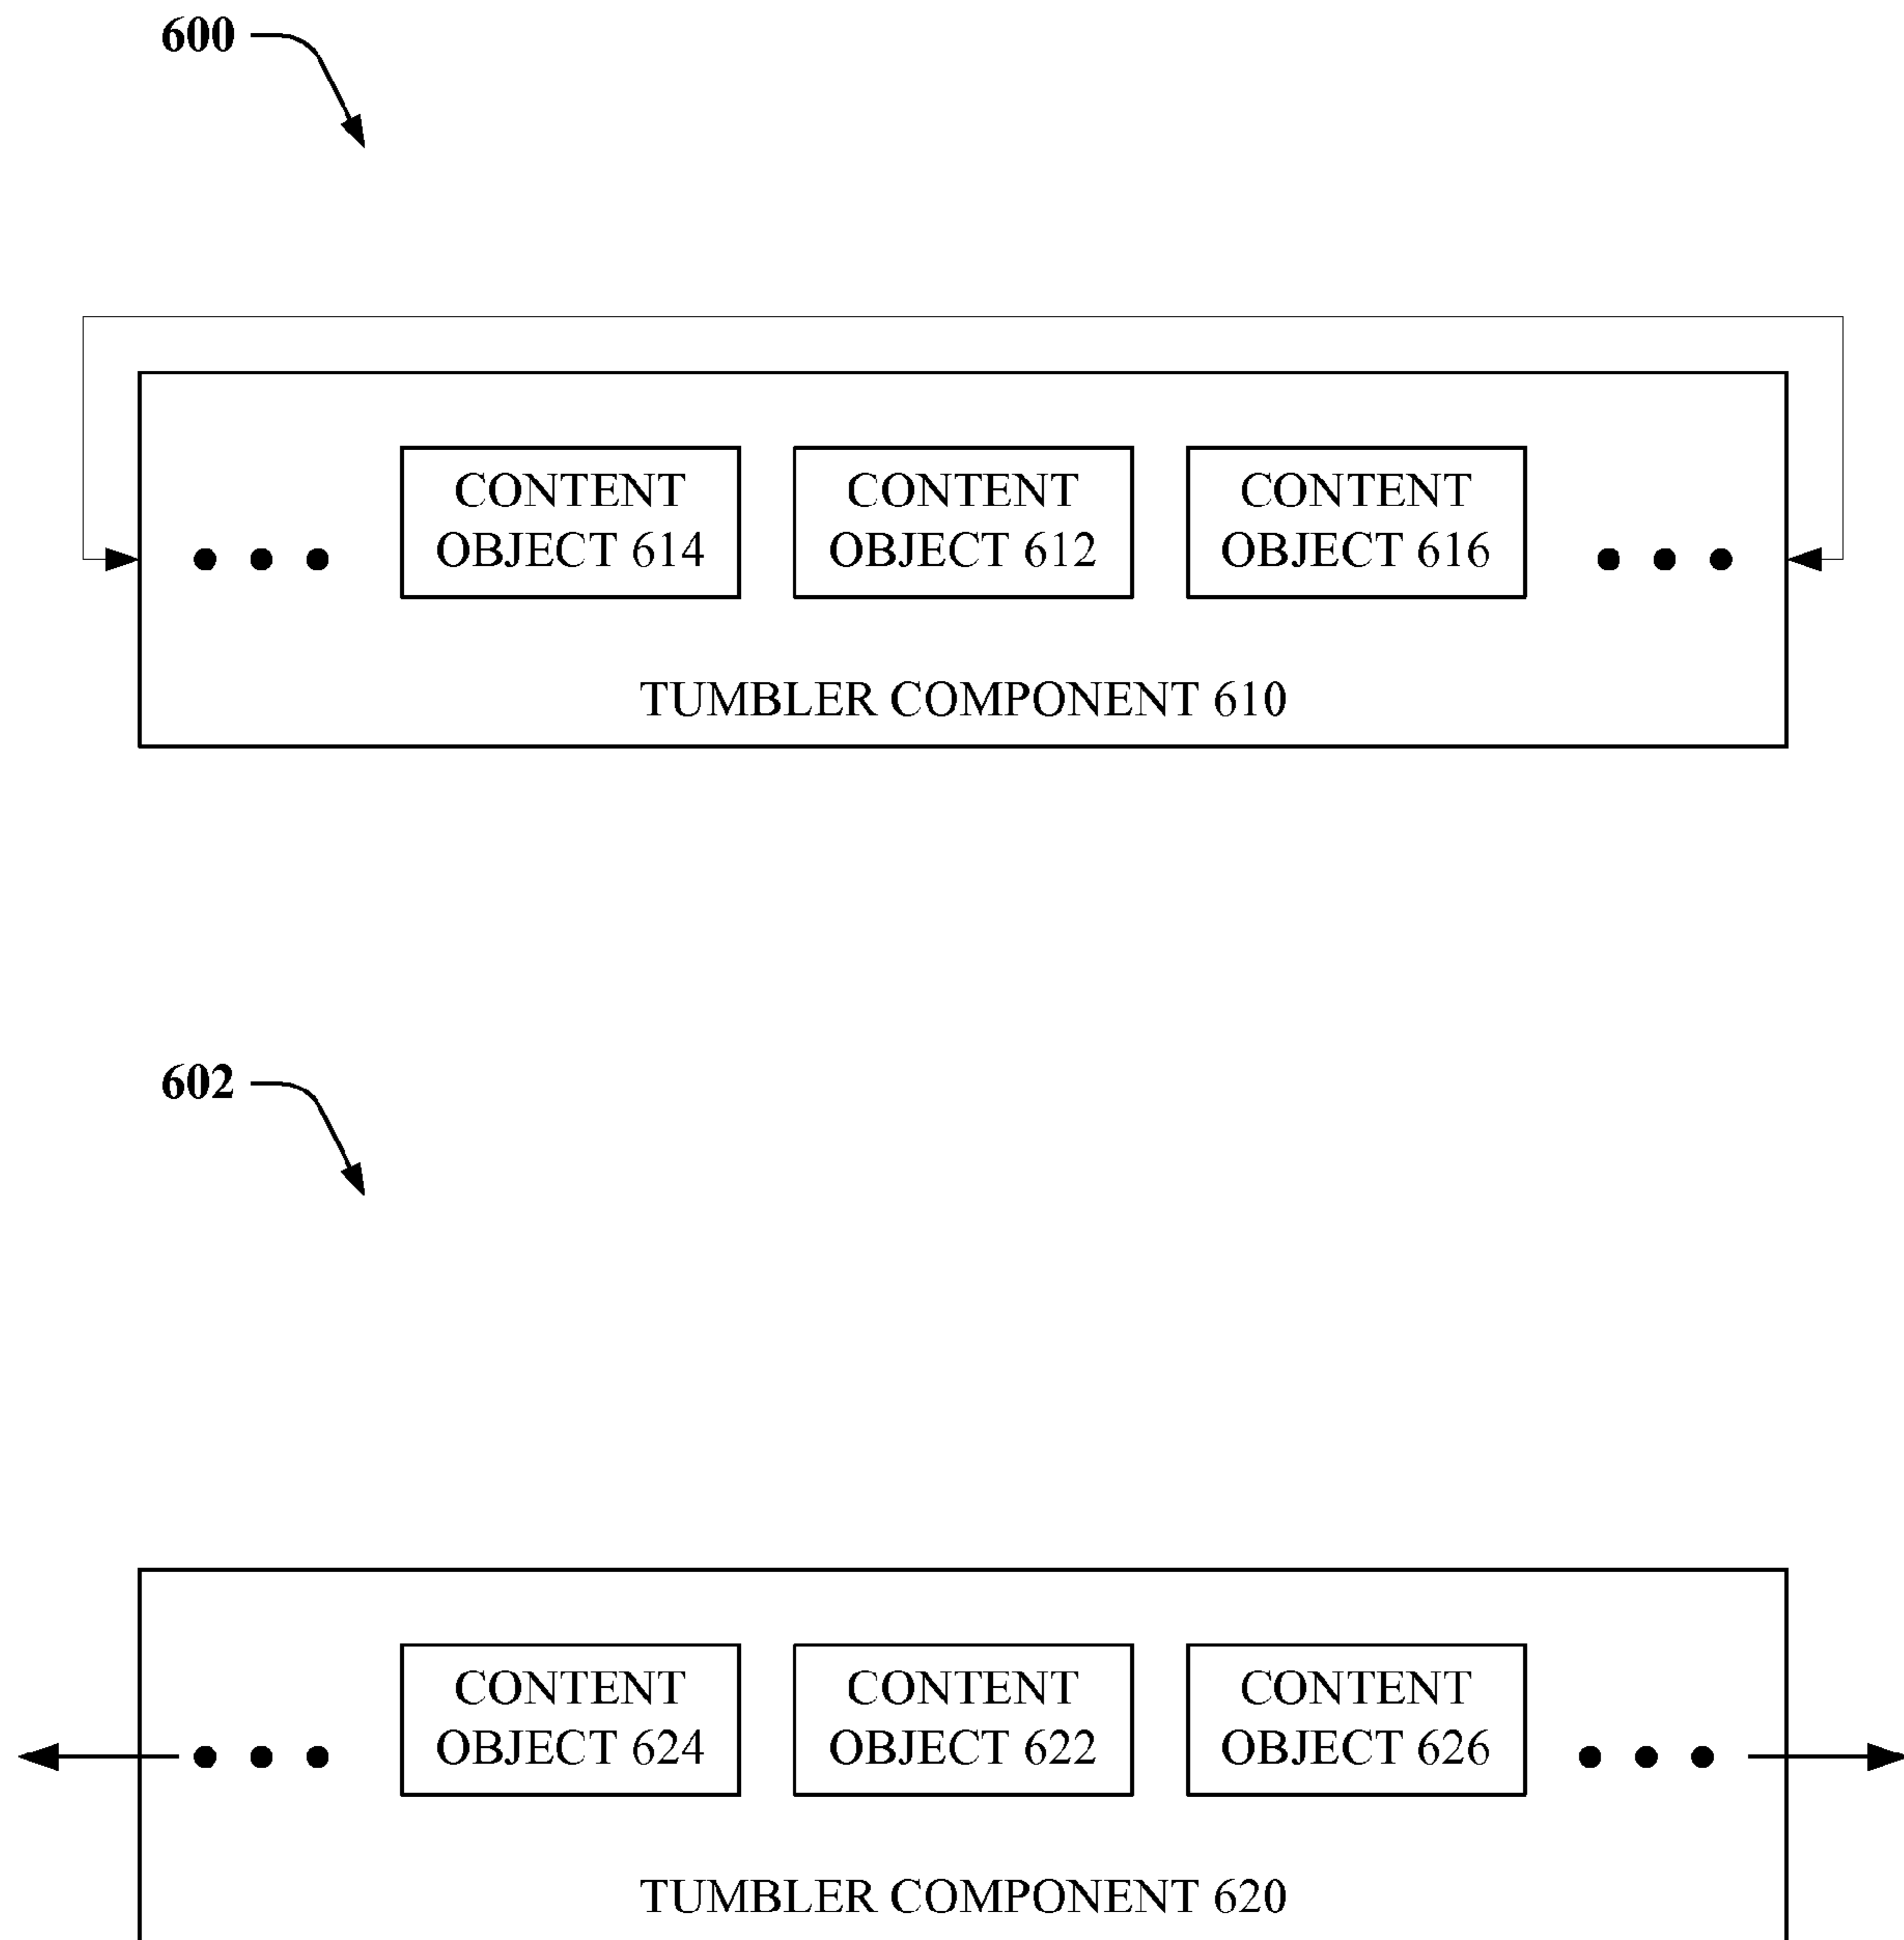 600
CONTENT
OBJECT 614
CONTENT
OBJECT 612
CONTENT
OBJECT 616
TUMBLER COMPONENT 610
602
CONTENT
OBJECT 624
CONTENT
OBJECT 622
CONTENT
OBJECT 626
TUMBLER COMPONENT 620